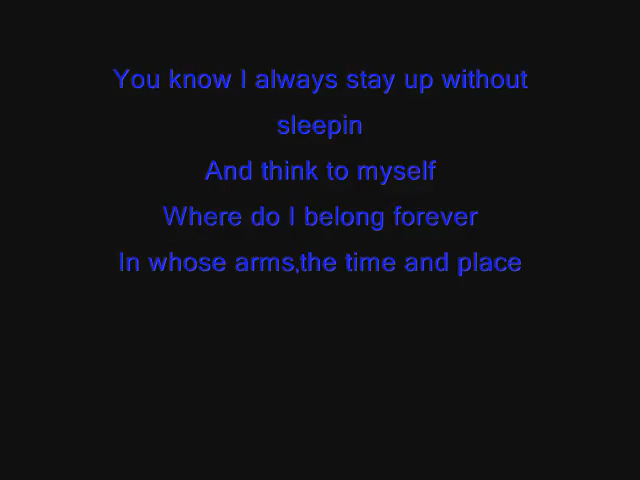 You know I always stay up without
sleepin
And think to myself
Where do I belong forever
In whose arms,the time and place